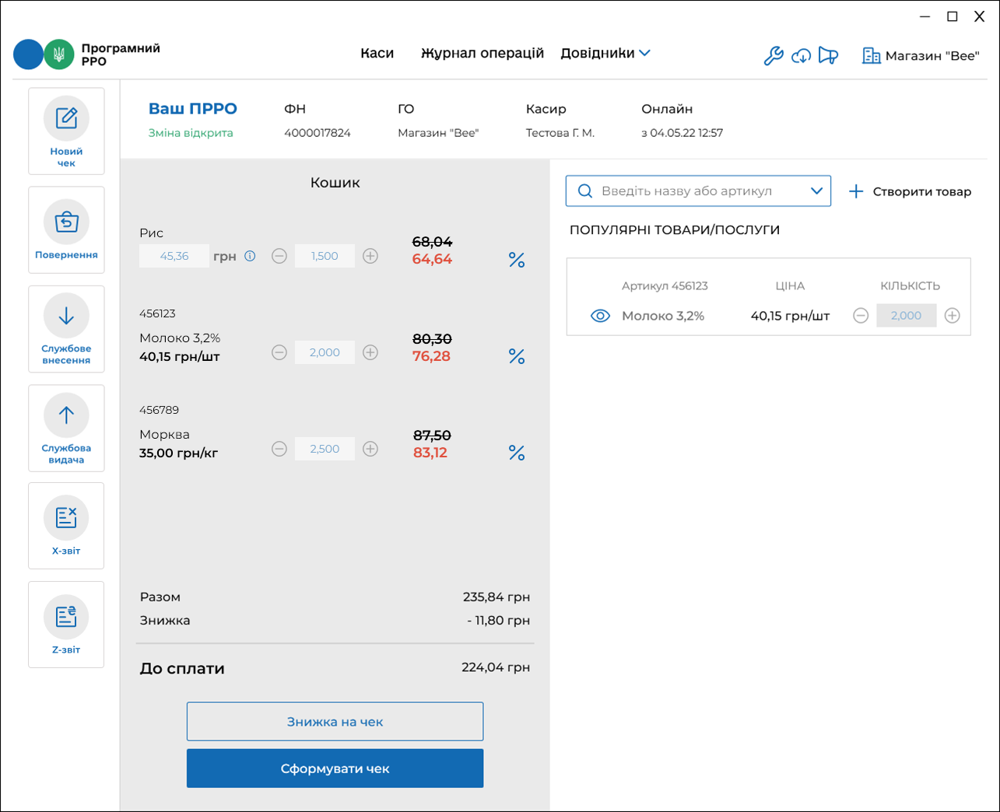 Програмний
РРО
Каси
Журнал операцій
Довідники
Магазин "Bee"
Новий
чек
Повернення
Службове
внесення
Службова
видача
X-звіт
Z-звіт
Ваш ПРРО
Зміна відкрита
ФН
4000017824
ГО
Магазин "Bee"
Касир
Тестова Г. М.
Онлайн
з 04.05.22 12:57
Кошик
Рис
45,36 грн 1,500
68,04
64,64
%
456123
Молоко 3,2%
40,15 грн/шт
2,000
80,30
76,28
%
456789
Морква
35,00 грн/кг
2,500
87,50
83,12
%
Разом 235,84 грн
Знижка - 11,80 грн
До сплати 224,04 грн
Знижка на чек
Сформувати чек
Введіть назву або артикул
Створити товар
ПОПУЛЯРНІ ТОВАРИ/ПОСЛУГИ
Артикул 456123 ЦІНА КІЛЬКІСТЬ
Молоко 3,2% 40,15 грн/шт 2,000